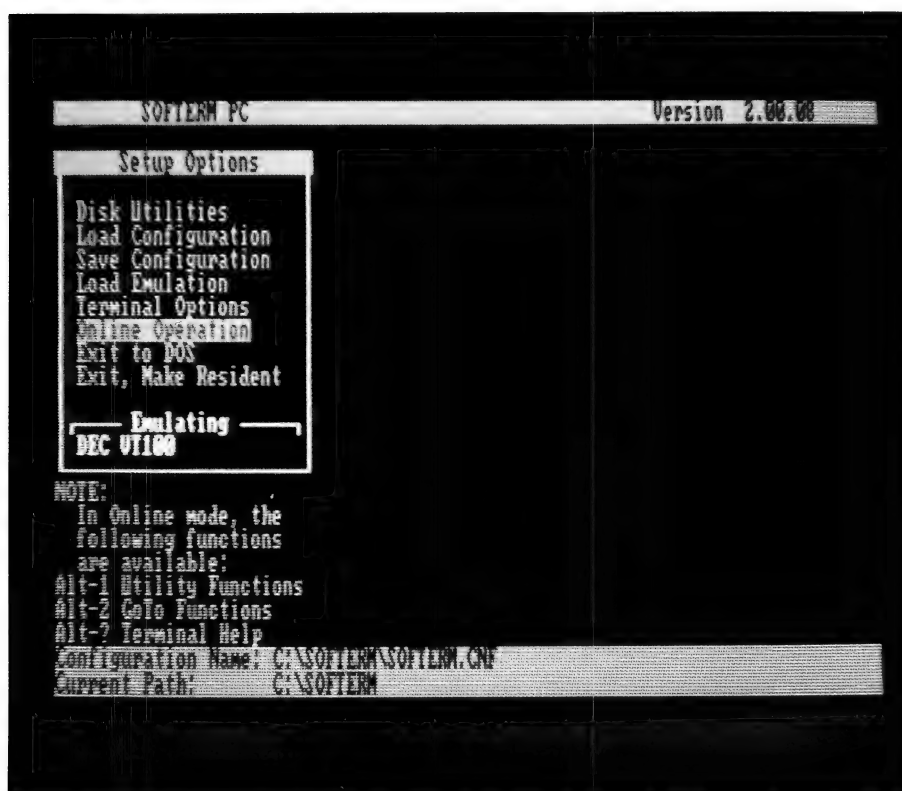 SOFTERM PC Version 2.00.08
Setup Options
Disk Utilities
Load Configuration
Save Configuration
Load Emulation
Terminal Options
Online Operation
Exit to DOS
Exit, Make Resident
Emulating
DEC VT100
NOTE:
In Online mode, the
following functions
are available:
Alt-1 Utility Functions
Alt-2 GoTo Functions
Alt-? Terminal Help
Configuration Name: C:\SOFTERM\SOFTERM.CNF
Current Path: C:\SOFTERM